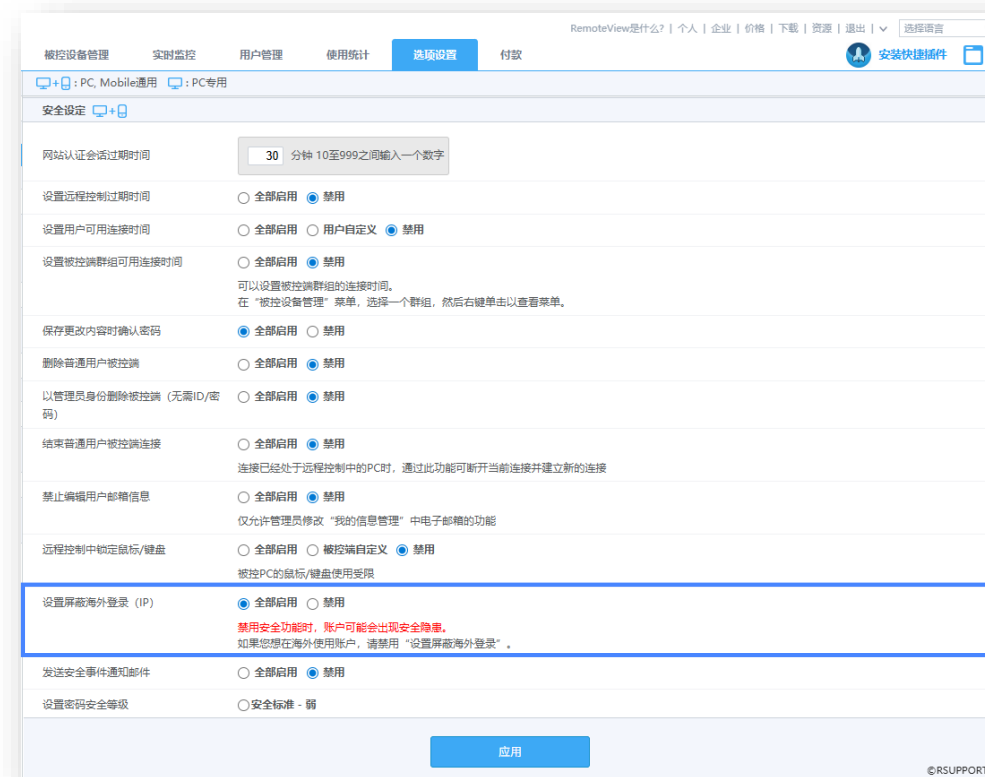 RemoteView是什么? | 个人 | 企业 | 价格 | 下载 | 资源 | 退出 | 选择语言
被控设备管理 实时监控 用户管理 使用统计 选项设置 付款 安装快捷插件
+ : PC, Mobile通用 : PC专用
安全设定 +
网站认证会话过期时间 30 分钟 10至999之间输入一个数字
设置远程控制过期时间 全部启用 禁用
设置用户可用连接时间 全部启用 用户自定义 禁用
设置被控端群组可用连接时间 全部启用 禁用
可以设置被控端群组的连接时间。
在“被控设备管理”菜单，选择一个群组，然后右键单击以查看菜单。
保存更改内容时确认密码 全部启用 禁用
删除普通用户被控端 全部启用 禁用
以管理员身份删除被控端（无需ID/密 全部启用 禁用
码）
结束普通用户被控端连接 全部启用 禁用
连接已经处于远程控制中的PC时，通过此功能可断开当前连接并建立新的连接
禁止编辑用户邮箱信息 全部启用 禁用
仅允许管理员修改“我的信息管理”中电子邮箱的功能
远程控制中锁定鼠标/键盘 全部启用 被控端自定义 禁用
被控PC的鼠标/键盘使用受限
设置屏蔽海外登录（IP） 全部启用 禁用
禁用安全功能时，账户可能会出现安全隐患。
如果您想在海外使用账户，请禁用“设置屏蔽海外登录”。
发送安全事件通知邮件 全部启用 禁用
设置密码安全等级 安全标准 - 弱
应用
©RSUPPORT